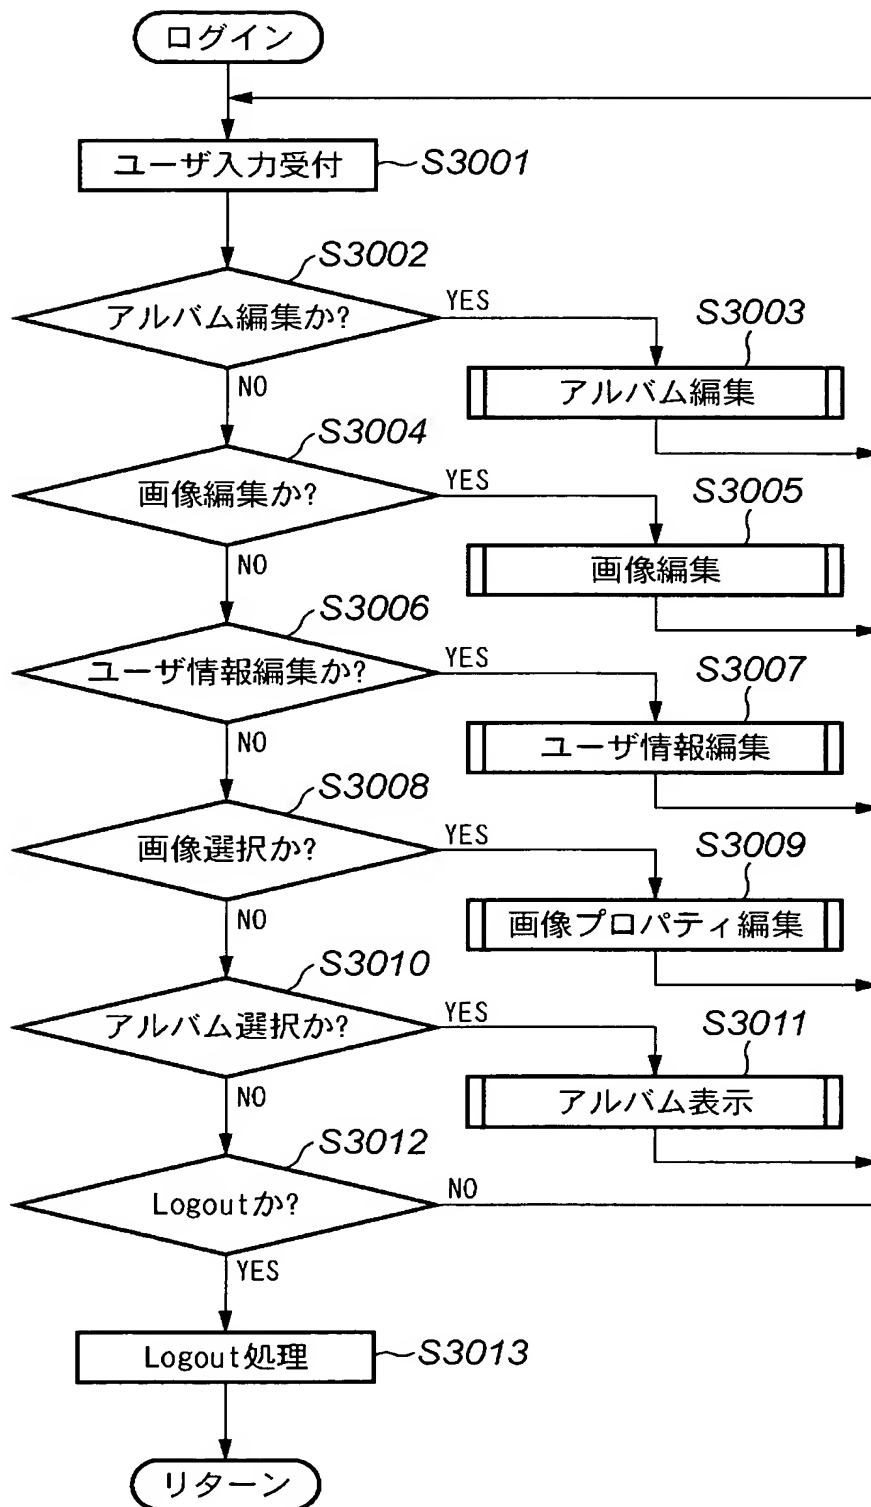 ログイン
ユーザ入力受付
S3001
S3002
アルバム編集か?
YES
NO
S3003
アルバム編集
S3004
画像編集か?
YES
NO
S3005
画像編集
S3006
ユーザ情報編集か?
YES
NO
S3007
ユーザ情報編集
S3008
画像選択か?
YES
NO
S3009
画像プロパティ編集
S3010
アルバム選択か?
YES
NO
S3011
アルバム表示
S3012
Logoutか?
NO
YES
Logout処理
S3013
リターン